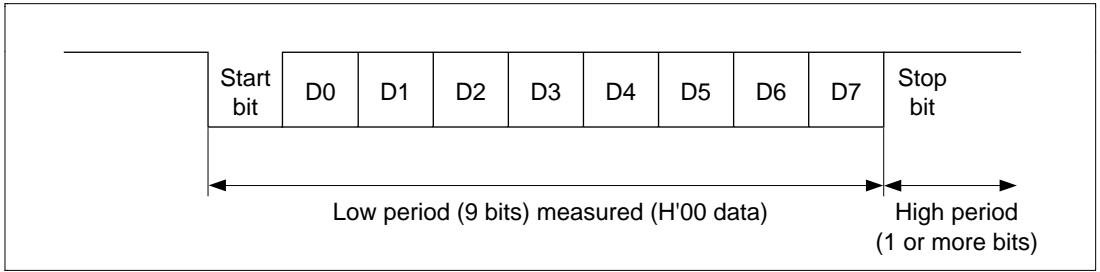 Start bit D0 D1 D2 D3 D4 D5 D6 D7 Stop bit
Low period (9 bits) measured (H'00 data)
High period
(1 or more bits)